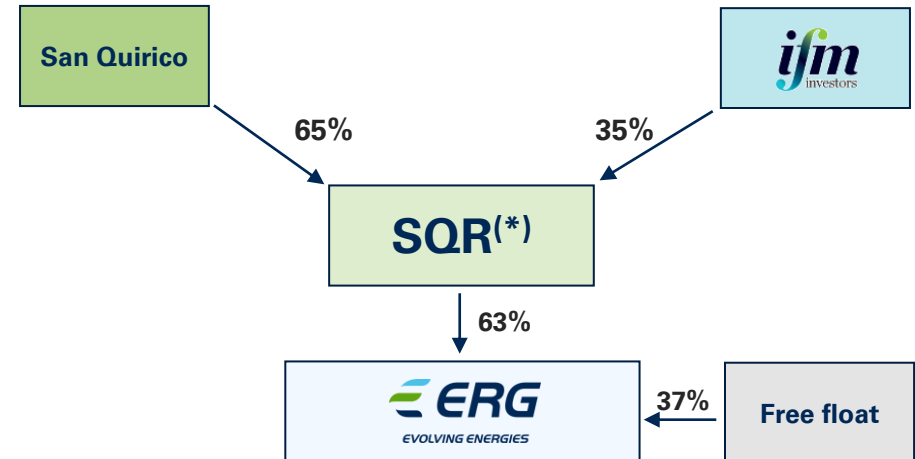 San Quirico
ifm
investors
65%
35%
SQR(*)
63%
ERG
EVOLVING ENERGIES
37%
Free float